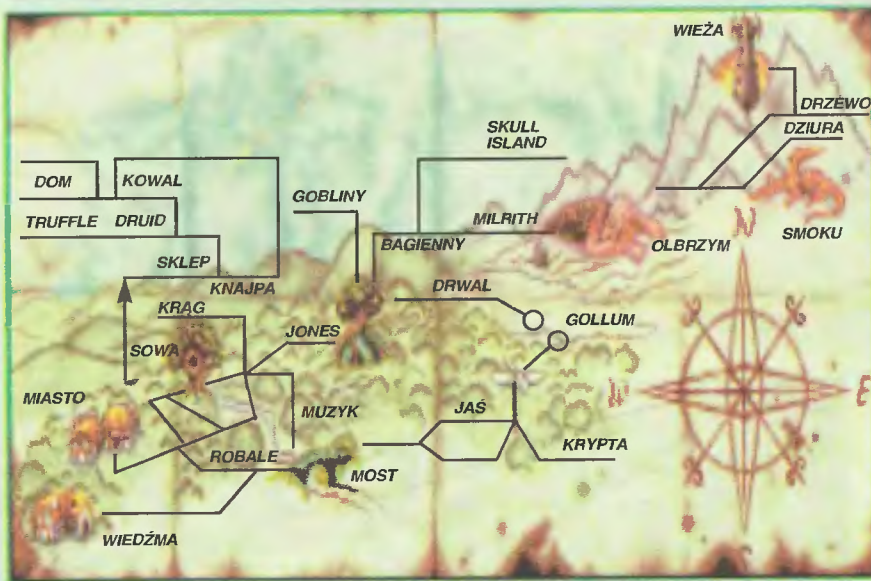 WIEŻA
DRZEWO
DZIURA
SKULL
ISLAND
DOM
KOWAL
GOBLINY
TRUFFLE
DRUID
MILRITH
BAGIENNY
OLBRZYM
SMOKU
N
SKLEP
KNAJPA
DRWAL
KRĄG
GOLLUM
JONES
SOWA
MIASTO
MUZYK
JAŚ
W
E
KRYPTA
ROBALE
MOST
WIEDŹMA